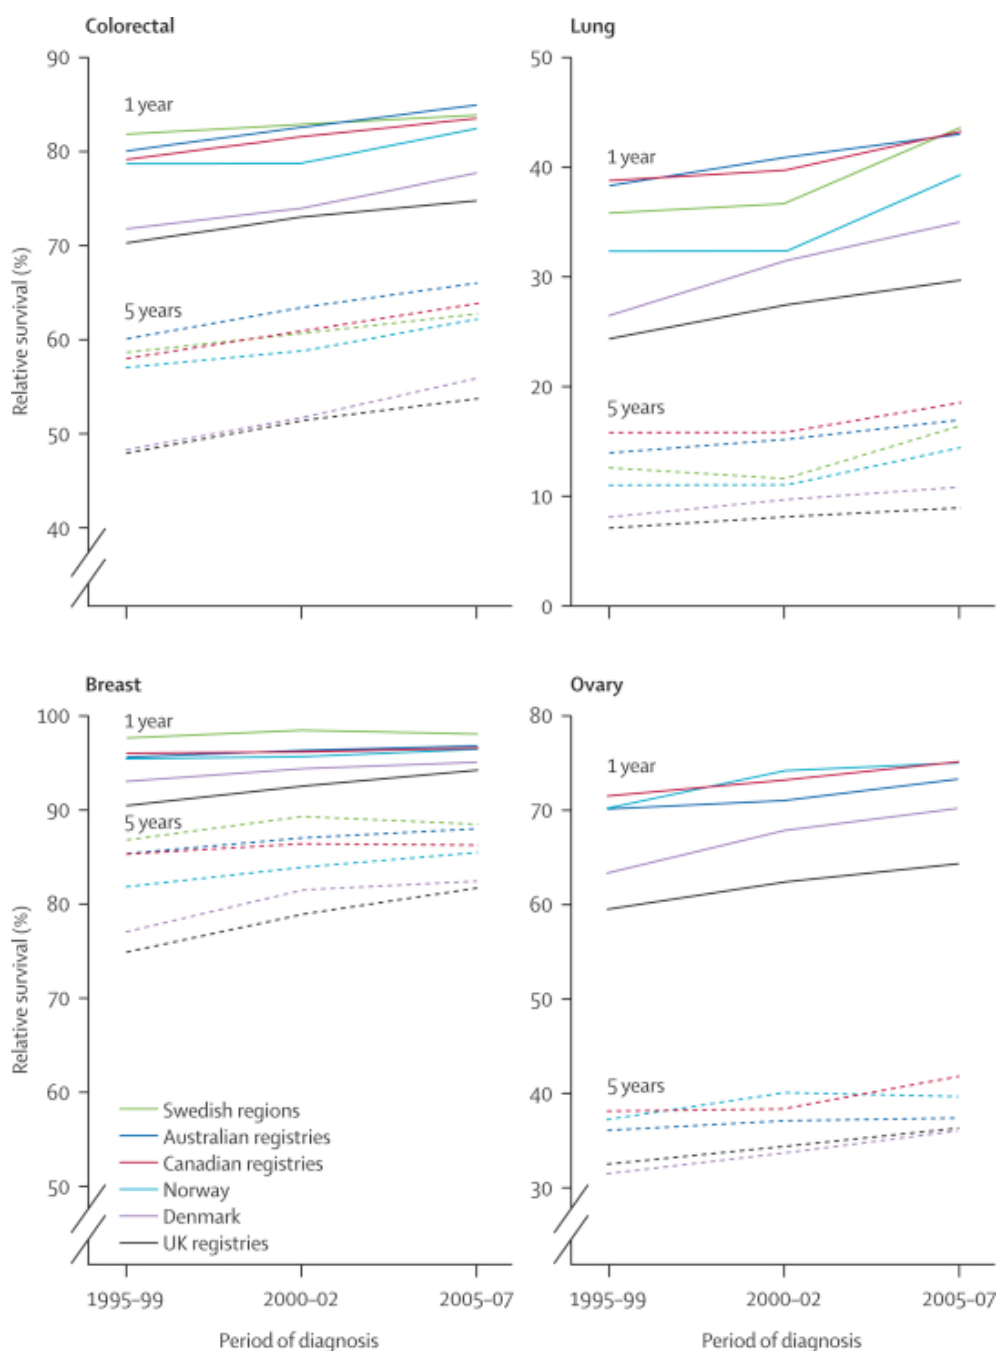 Colorectal
Relative survival (%)
90
80
70
60
50
40
1 year
5 years
Lung
50
40
30
20
10
0
1 year
5 years
Breast
Relative survival (%)
100
90
80
70
60
50
1 year
5 years
Swedish regions
Australian registries
Canadian registries
Norway
Denmark
UK registries
1995–99
2000–02
2005–07
Period of diagnosis
Ovary
80
70
60
50
40
30
1 year
5 years
1995–99
2000–02
2005–07
Period of diagnosis